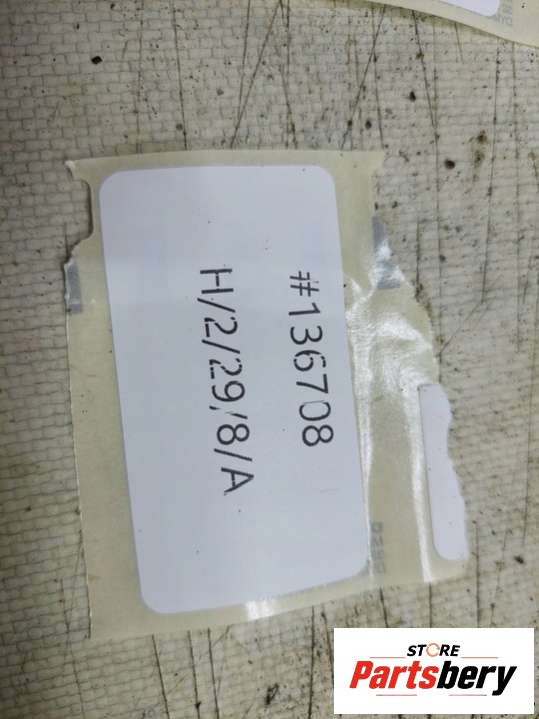 #136708
H/2/29/8/A
STORE
Partsbery